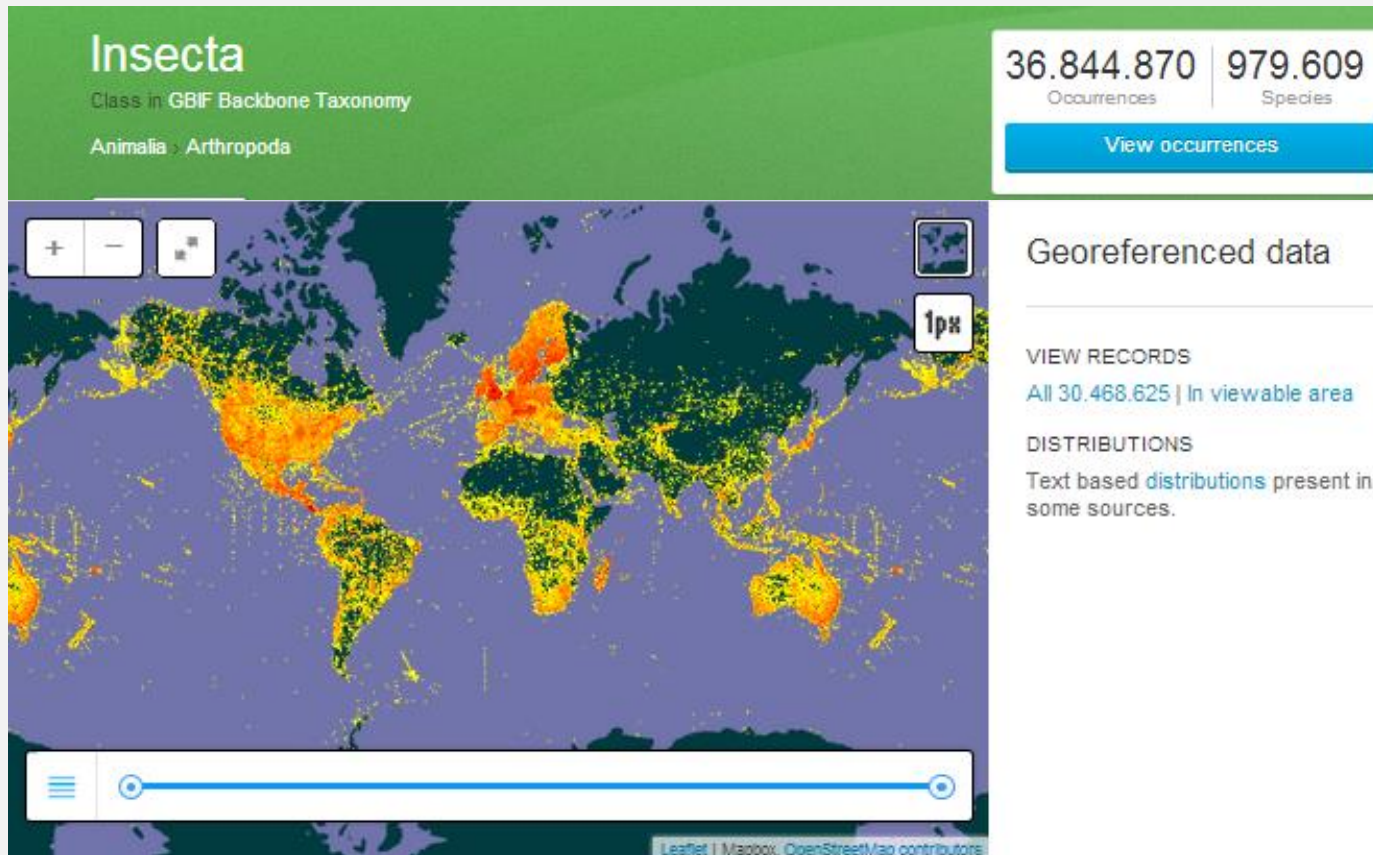 Insecta
Class in GBIF Backbone Taxonomy
Animalia › Arthropoda
36.844.870
Occurrences
979.609
Species
View occurrences
+ −
1px
Georeferenced data
VIEW RECORDS
All 30.468.625 | In viewable area
DISTRIBUTIONS
Text based distributions present in
some sources.
Leaflet | Mapbox, OpenStreetMap contributors